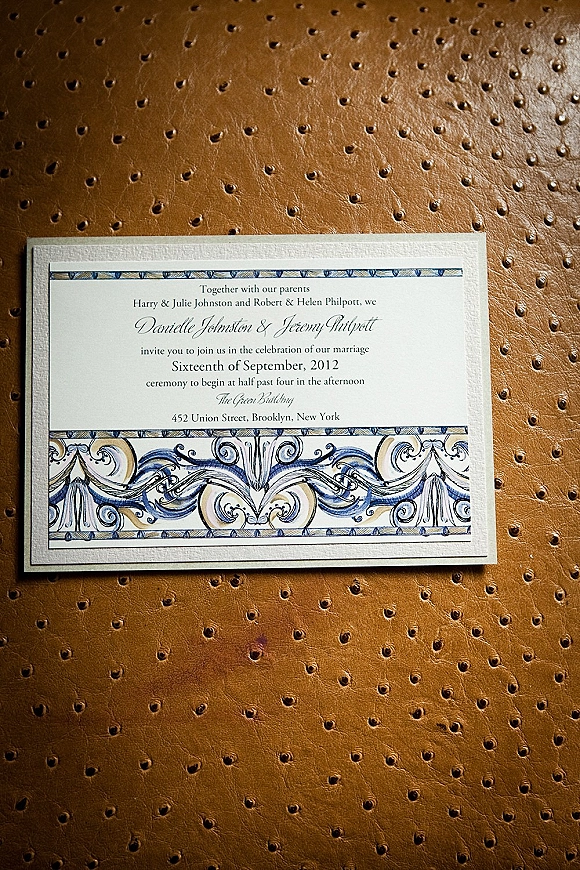 Together with our parents
Harry & Julie Johnston and Robert & Helen Philpott, we
Danielle Johnston & Jeremy Philpott
invite you to join us in the celebration of our marriage
Sixteenth of September, 2012
ceremony to begin at half past four in the afternoon
The Green Building
452 Union Street, Brooklyn, New York